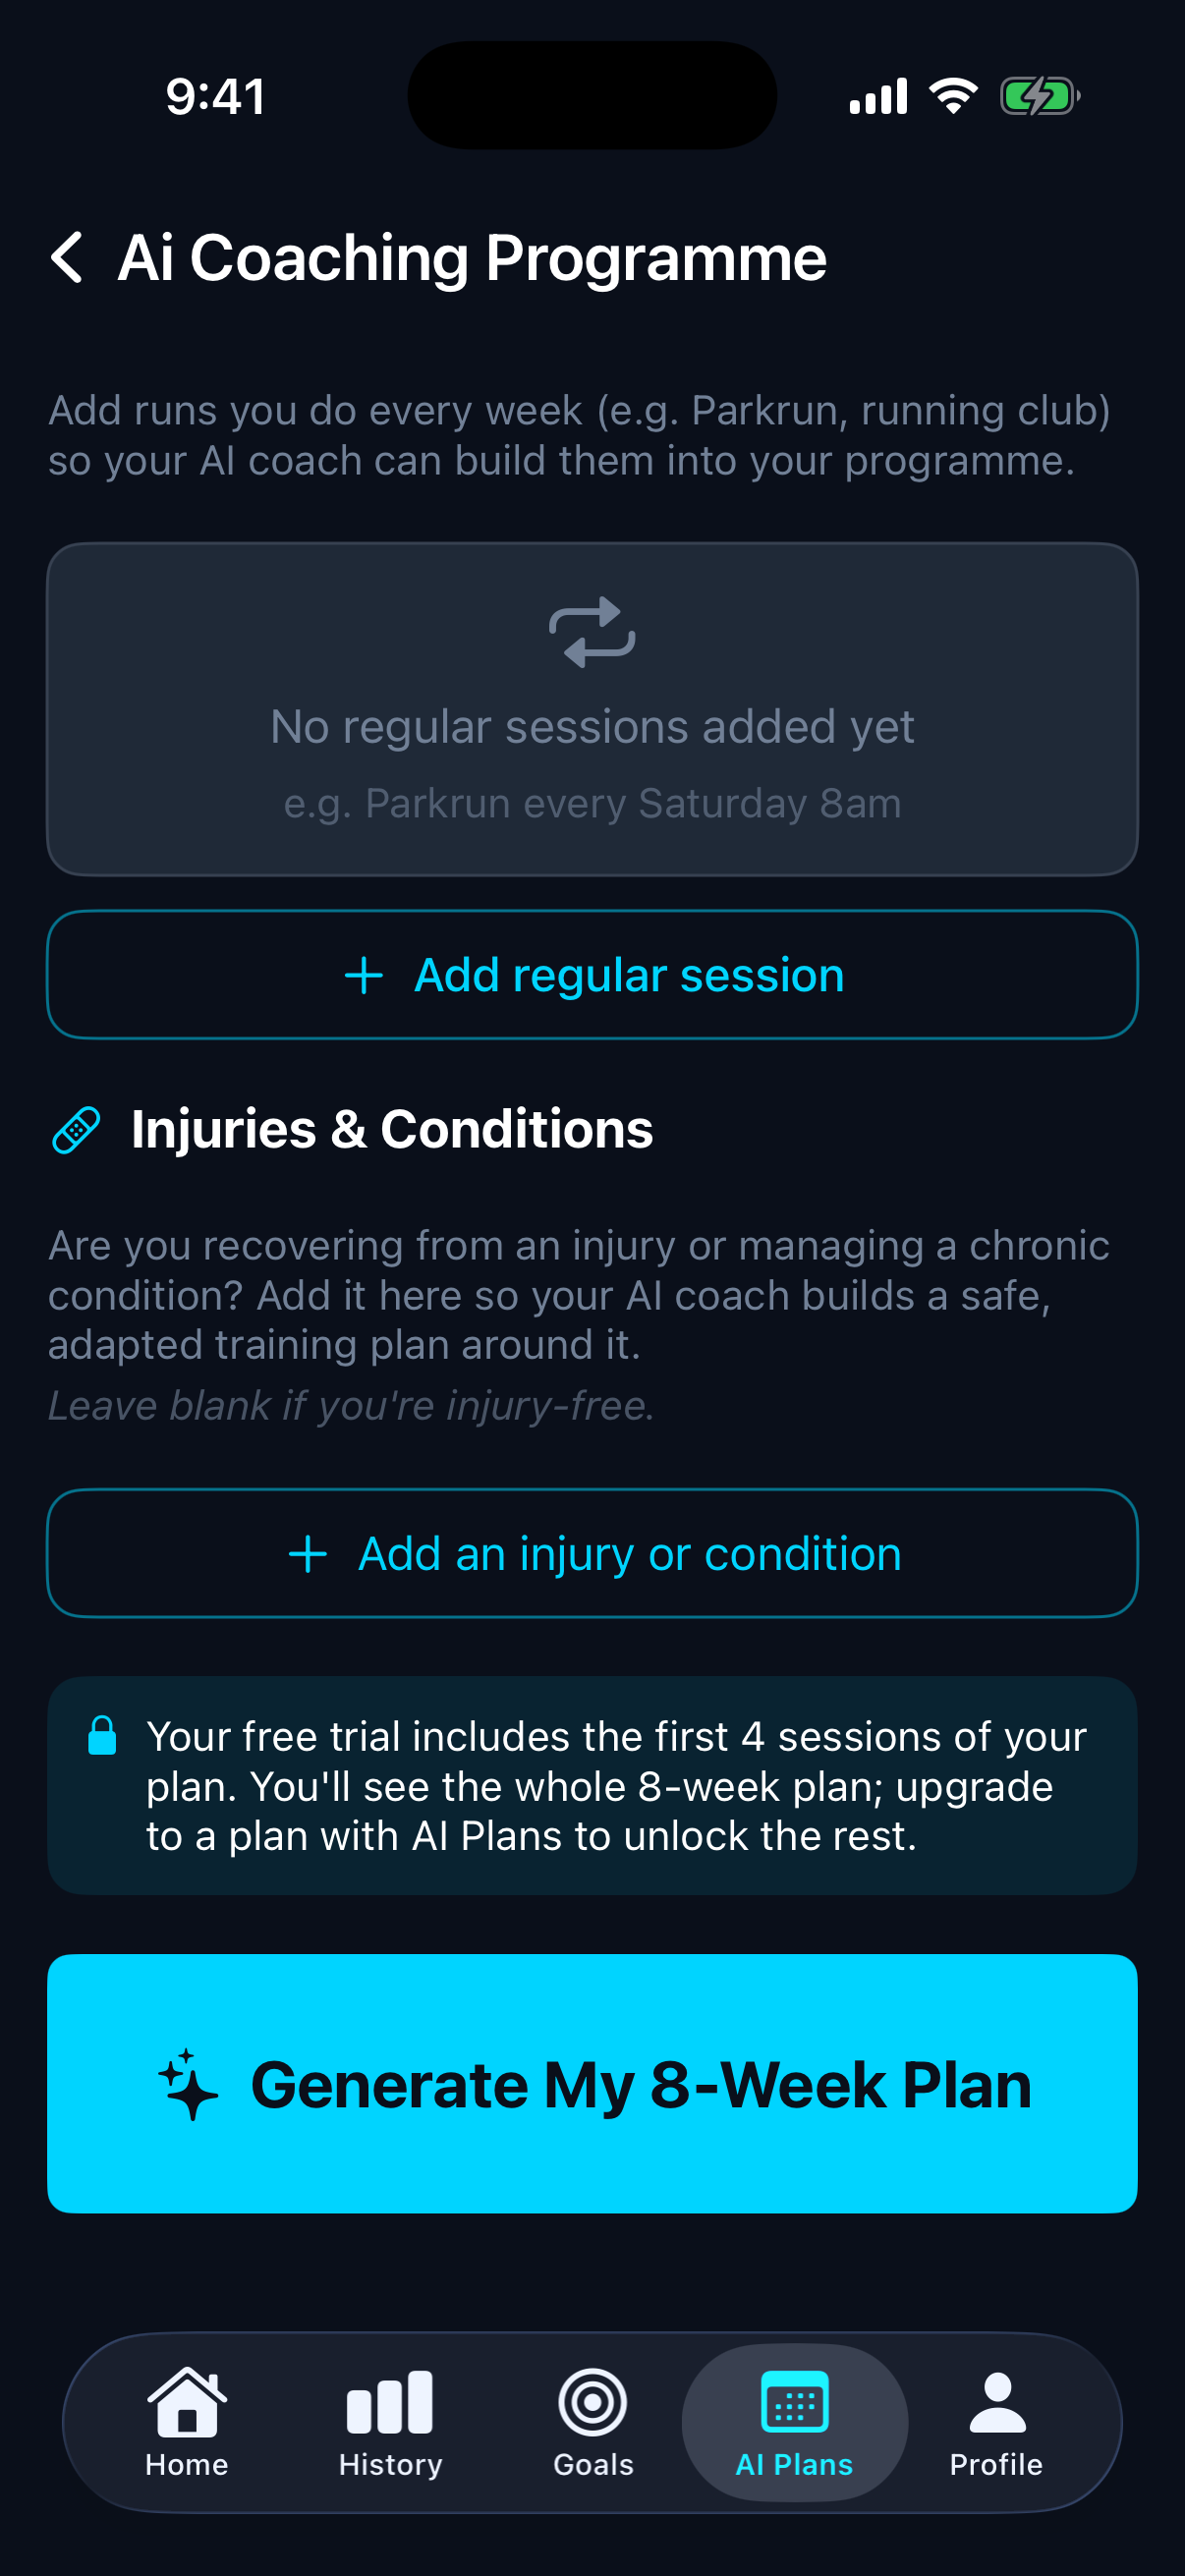 9:41
Ai Coaching Programme
Add runs you do every week (e.g. Parkrun, running club)
so your AI coach can build them into your programme.
No regular sessions added yet
e.g. Parkrun every Saturday 8am
Add regular session
Injuries & Conditions
Are you recovering from an injury or managing a chronic
condition? Add it here so your AI coach builds a safe,
adapted training plan around it.
Leave blank if you're injury-free.
Add an injury or condition
Your free trial includes the first 4 sessions of your
plan. You'll see the whole 8-week plan; upgrade
to a plan with AI Plans to unlock the rest.
Generate My 8-Week Plan
Home History Goals AI Plans Profile